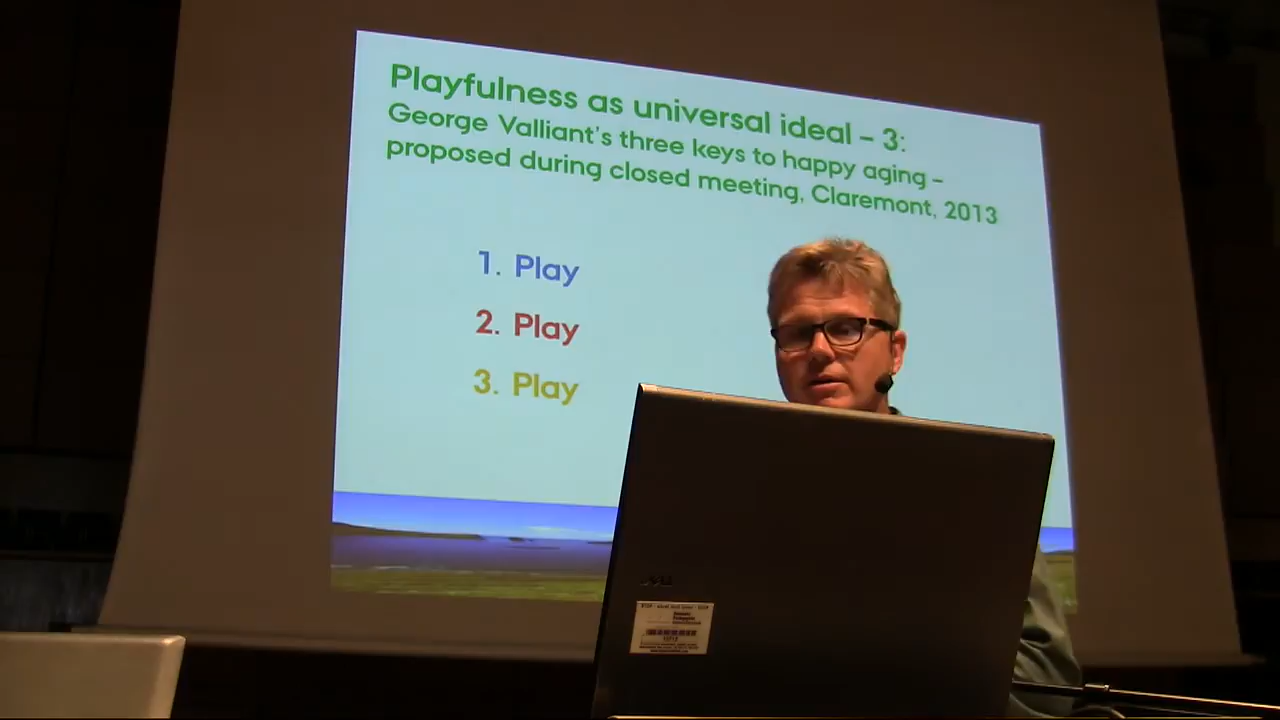 Playfulness as universal ideal – 3:
George Valliant's three keys to happy aging –
proposed during closed meeting, Claremont, 2013
1. Play
2. Play
3. Play
DELL